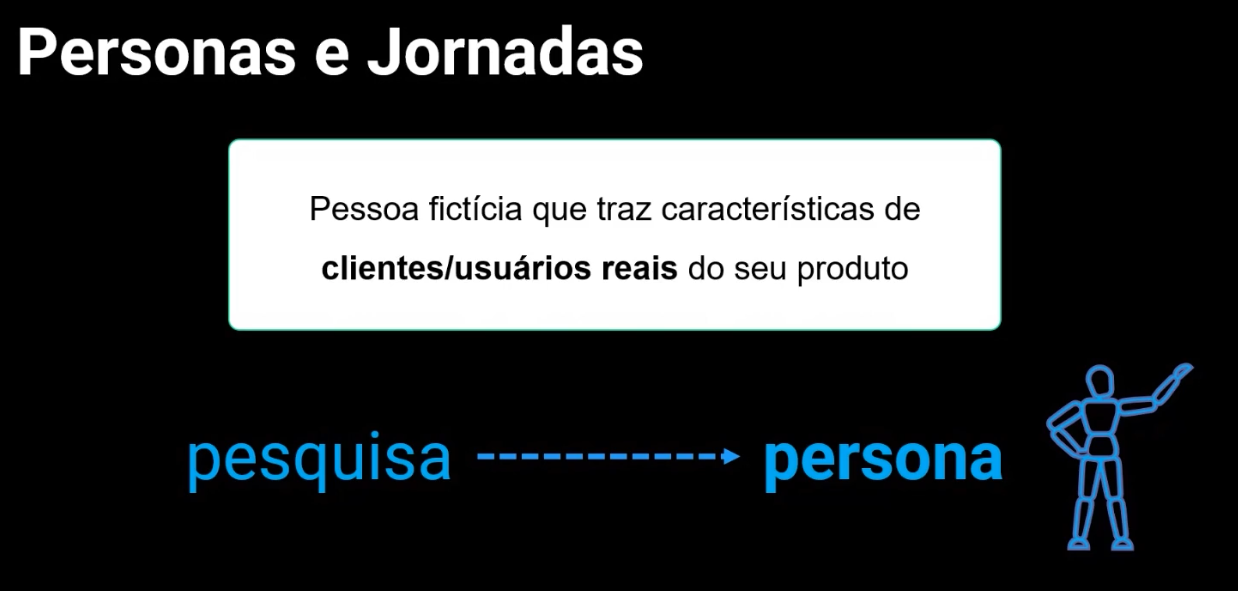 Personas e Jornadas
Pessoa fictícia que traz características de
clientes/usuários reais do seu produto
pesquisa
persona